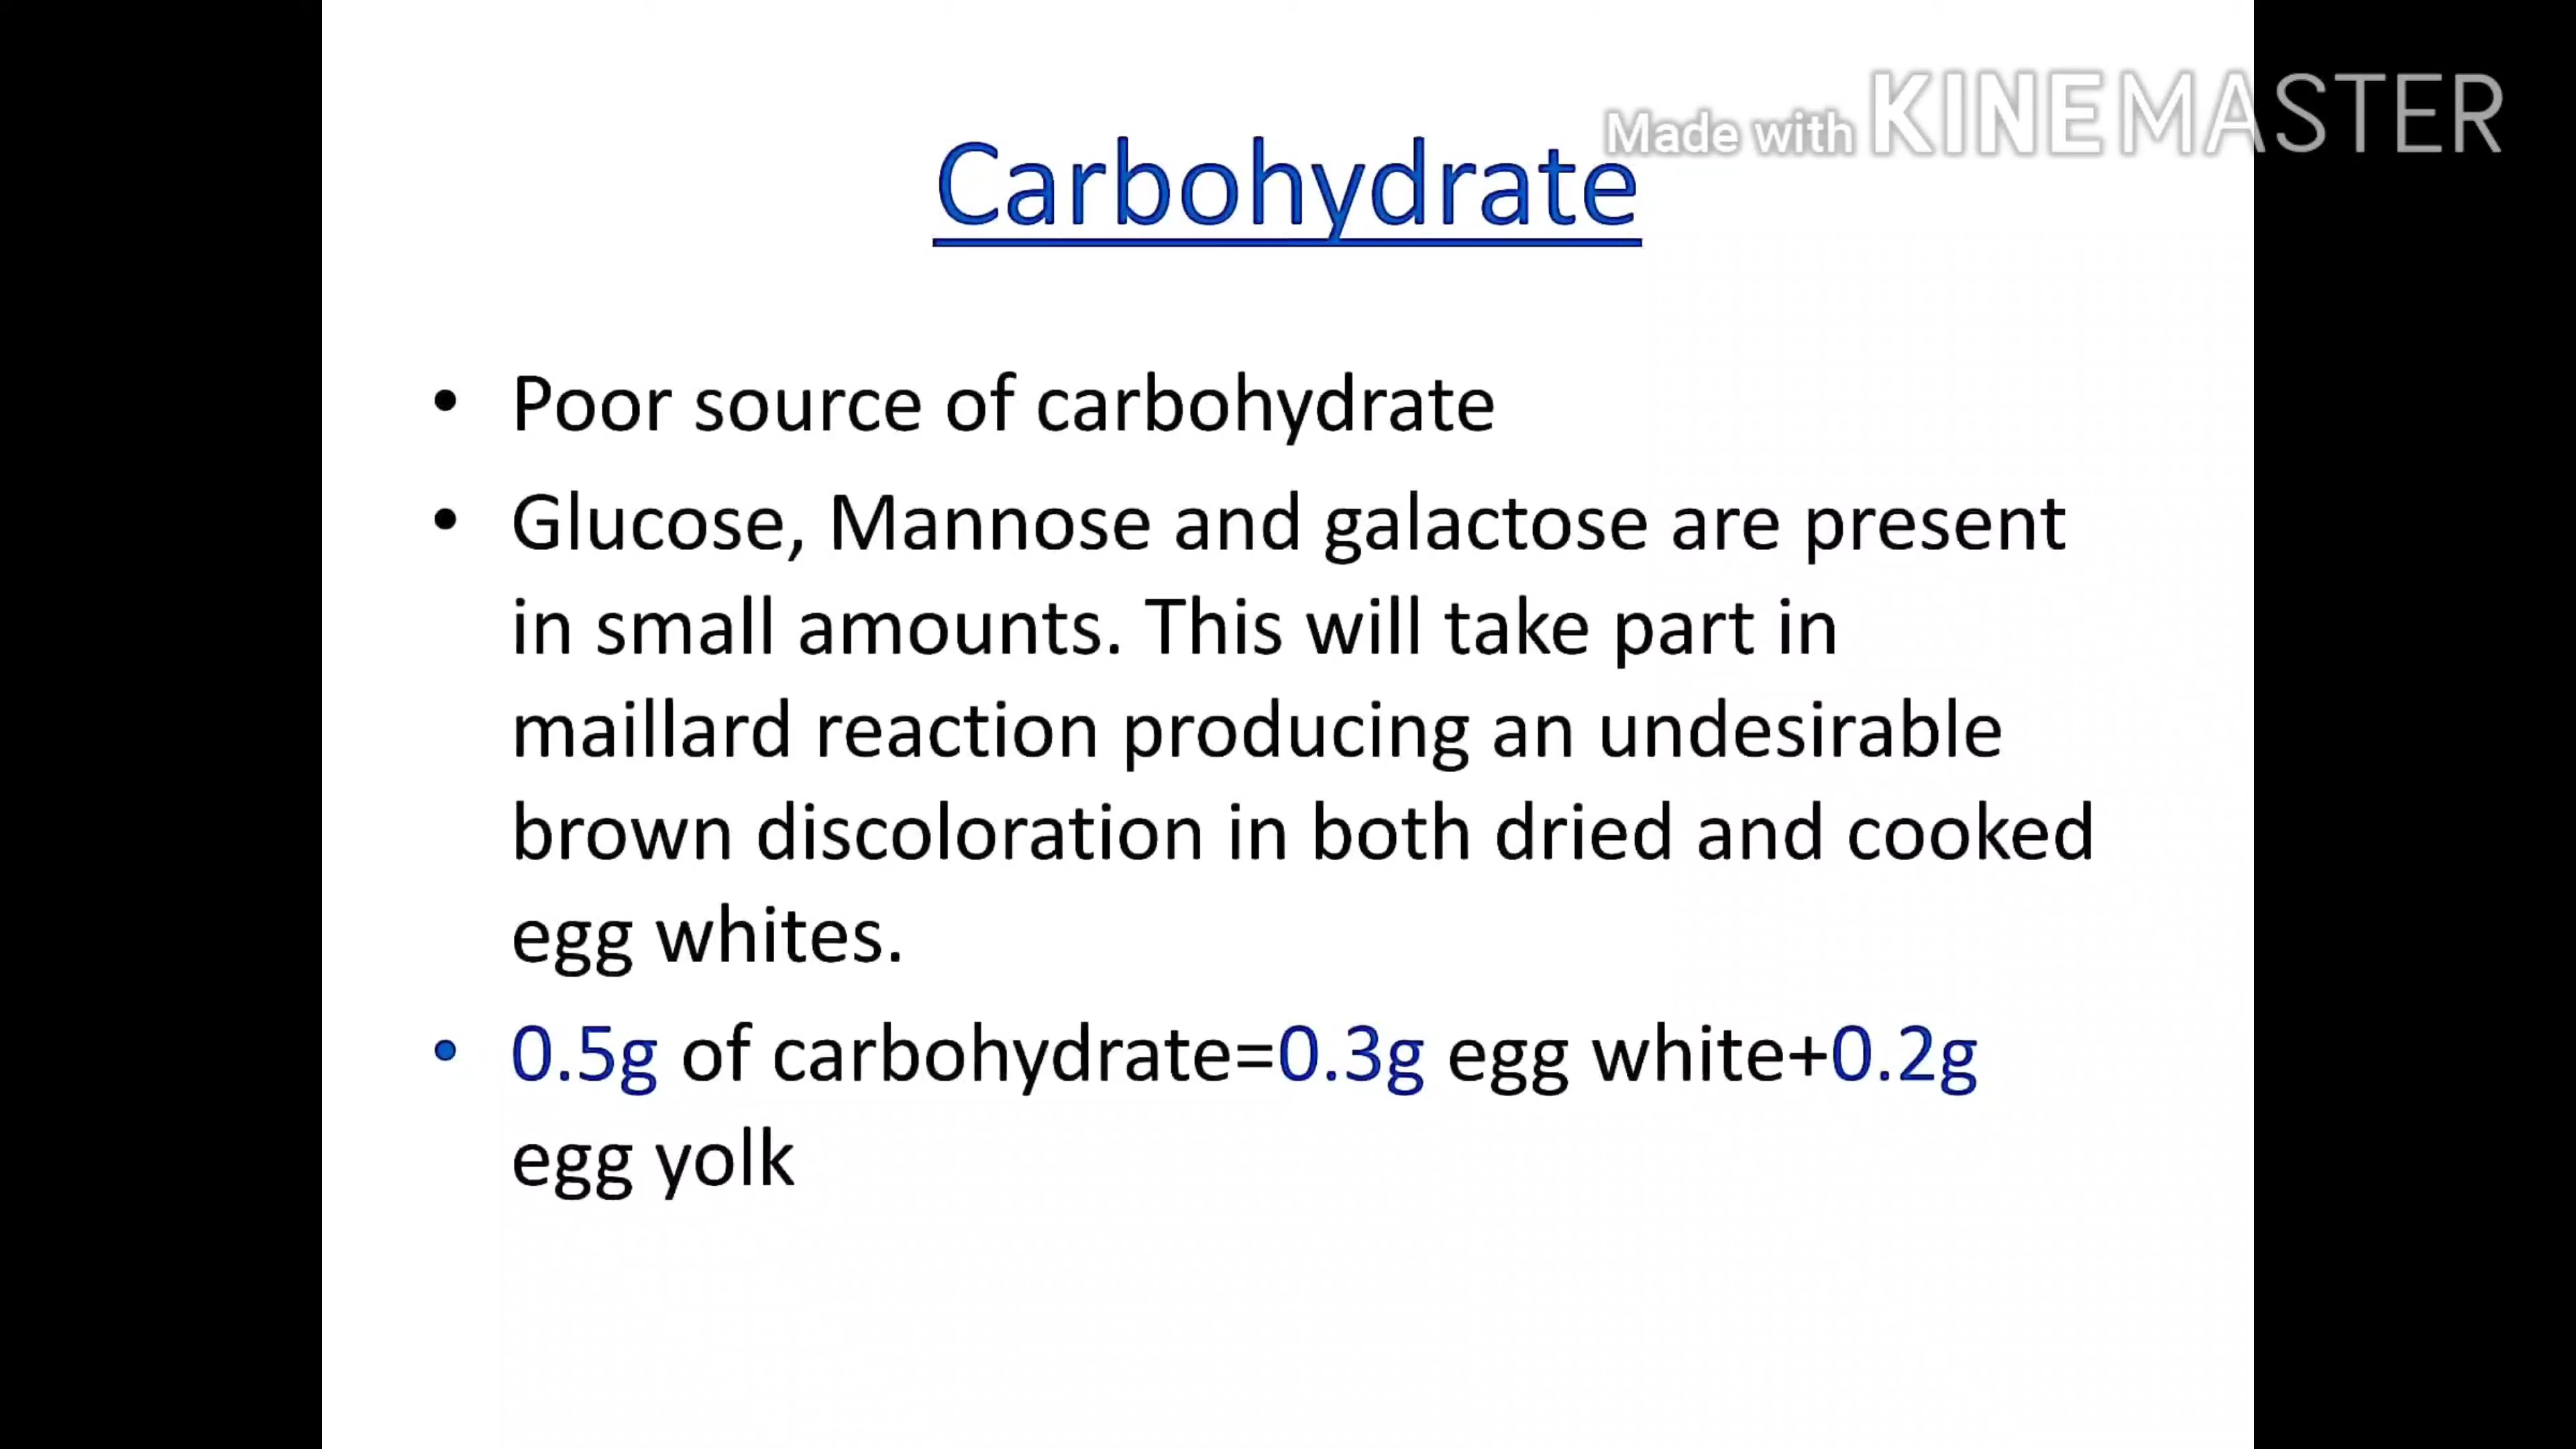 Made with KINEMASTER
Carbohydrate
• Poor source of carbohydrate
• Glucose, Mannose and galactose are present
in small amounts. This will take part in
maillard reaction producing an undesirable
brown discoloration in both dried and cooked
egg whites.
• 0.5g of carbohydrate=0.3g egg white+0.2g
egg yolk